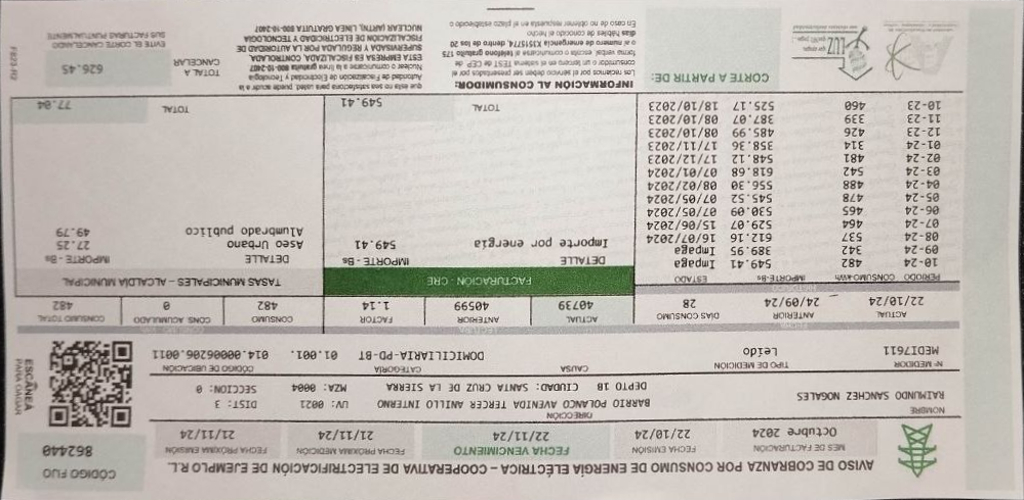 AVISO DE COBRANZA POR CONSUMO DE ENERGÍA ELÉCTRICA – COOPERATIVA DE ELECTRIFICACIÓN DE EJEMPLO R.L.
CÓDIGO FIJO
862440
MES DE FACTURACIÓN
Octubre 2024
FECHA EMISIÓN
22/10/24
FECHA VENCIMIENTO
22/11/24
FECHA PRÓXIMA MEDICIÓN
21/11/24
FECHA PRÓXIMA EMISIÓN
21/11/24
NOMBRE
RAIMUNDO SANCHEZ NOGALES
DIRECCIÓN
BARRIO POLANCO AVENIDA TERCER ANILLO INTERNO UV: 0021 DIST: 3
DEPTO 1B CIUDAD: SANTA CRUZ DE LA SIERRA MZA: 0004 SECCION: 0
ESCANEA
PARA PAGAR
N° MEDIDOR TIPO DE MEDICIÓN CAUSA CATEGORÍA CÓDIGO DE UBICACIÓN
MEDI7611 Leído DOMICILIARIO-PD-BT 01.001. 014.00006206.0011
FECHA LECTURA
ACTUAL ANTERIOR DIAS CONSUMO ACTUAL ANTERIOR FACTOR CONSUMO CONS ACUMULADO CONSUMO TOTAL
22/10/24 24/09/24 28 40739 40599 1.14 482 0 482
PERIODO CONSUMO-kWh IMPORTE-Bs ESTADO
10-24 482 549.41 Impaga
09-24 342 389.95 Impaga
08-24 537 612.16 16/07/2024
07-24 464 529.07 15/06/2024
06-24 465 530.09 07/05/2024
05-24 478 545.52 07/05/2024
04-24 488 556.30 08/02/2024
03-24 542 618.68 07/01/2024
02-24 481 548.12 17/12/2023
01-24 314 358.36 17/11/2023
12-23 426 485.99 08/10/2023
11-23 339 387.07 08/10/2023
10-23 460 525.17 18/10/2023
FACTURACIÓN - CRE
DETALLE IMPORTE-Bs
Importe por energía 549.41
TOTAL 549.41
TASAS MUNICIPALES - ALCALDÍA MUNICIPAL
DETALLE IMPORTE-Bs
Aseo Urbano 27.25
Alumbrado publico 49.79
TOTAL 77.04
CORTE A PARTIR DE:
LUZ
INFORMACIÓN AL CONSUMIDOR:
Los reclamos por el servicio deben ser presentados por el
consumidor o un tercero en el sistema TEST de CEP de
forma verbal, escrita o comunicarse al teléfono gratuito 175
o al numero de emergencia X3515774 dentro de los 20
días hábiles de conocido el hecho
En caso de no obtener respuesta en el plazo establecido o
que ésta no sea satisfactoria para usted, puede acudir a la
Autoridad de Fiscalización de Electricidad y Tecnología
Nuclear o comunicarse a la línea gratuita 800-10-2407
ESTA EMPRESA ES FISCALIZADA, CONTROLADA,
SUPERVISADA Y REGULADA POR LA AUTORIDAD DE
FISCALIZACIÓN DE ELECTRICIDAD Y TECNOLOGÍA
NUCLEAR (AETN), LÍNEA GRATUITA 800-10-2407
TOTAL A
CANCELAR
626.45
EVITE EL CORTE CANCELANDO
SUS FACTURAS PUNTUALMENTE